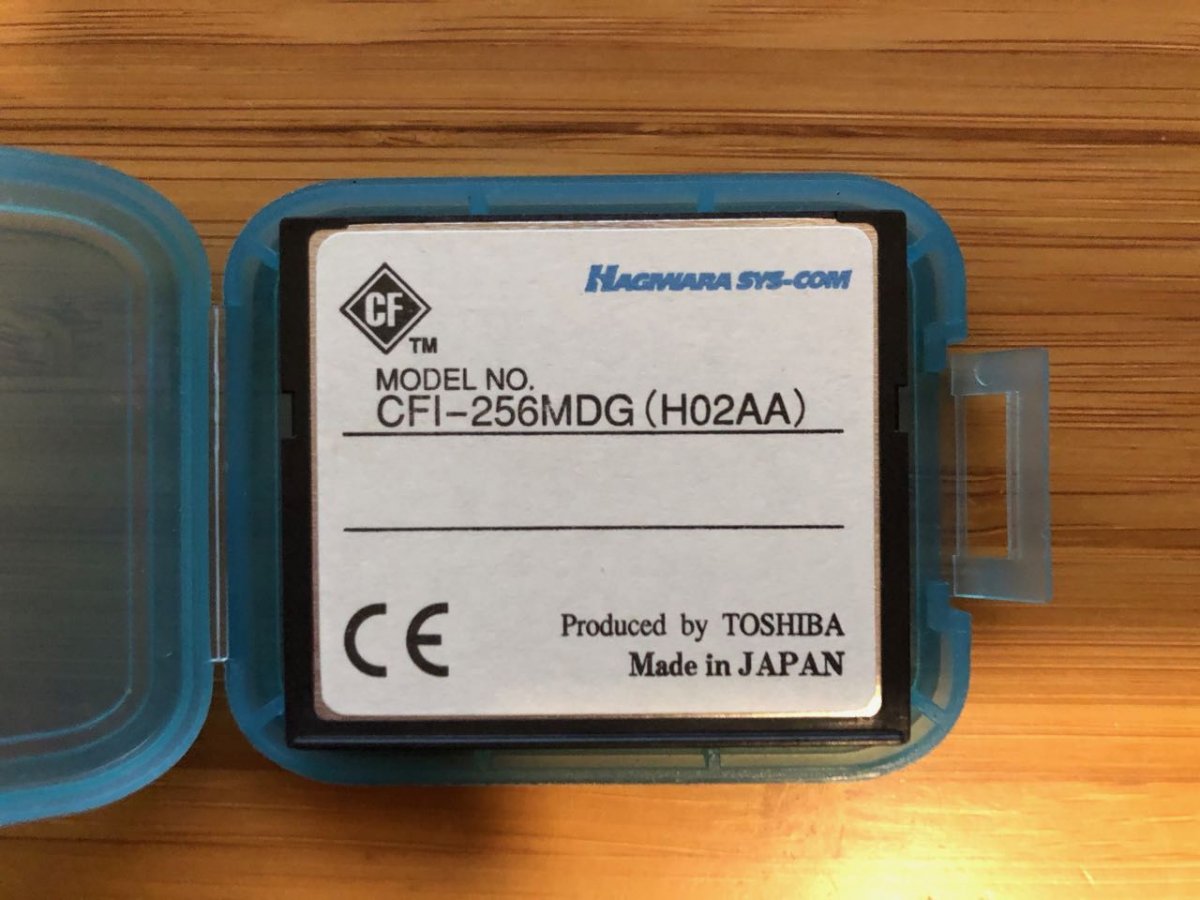 HAGIWARA SYS-COM
CF
TM
MODEL NO.
CFI-256MDG (H02AA)
CE
Produced by TOSHIBA
Made in JAPAN